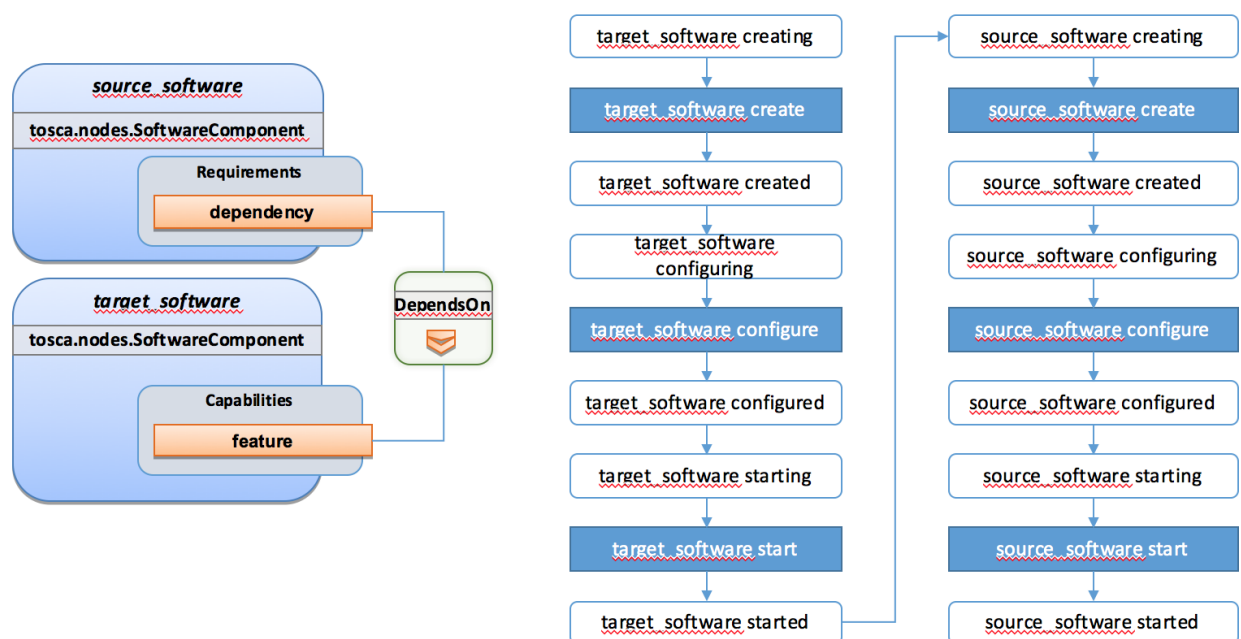 source_software
tosca.nodes.SoftwareComponent
Requirements
dependency
target_software
tosca.nodes.SoftwareComponent
Capabilities
feature
DependsOn
target_software creating
target_software create
target_software created
target_software
configuring
target_software configure
target_software configured
target_software starting
target_software start
target_software started
source_software creating
source_software create
source_software created
source_software configuring
source_software configure
source_software configured
source_software starting
source_software start
source_software started